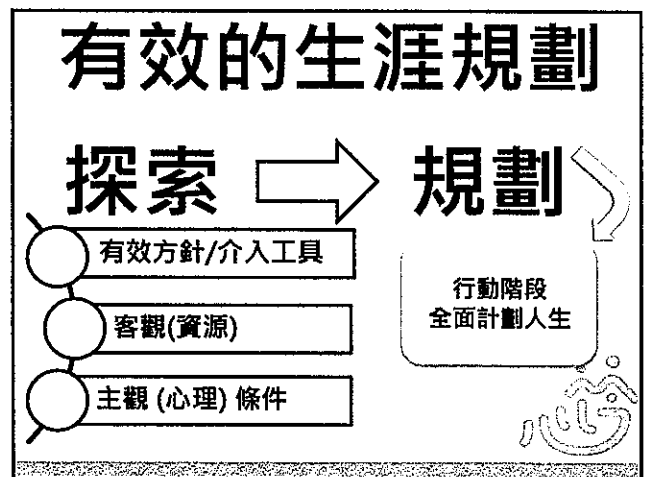 有效的生涯規劃
探索
規劃
有效方針/介入工具
客觀(資源)
主觀 (心理) 條件
行動階段
全面計劃人生